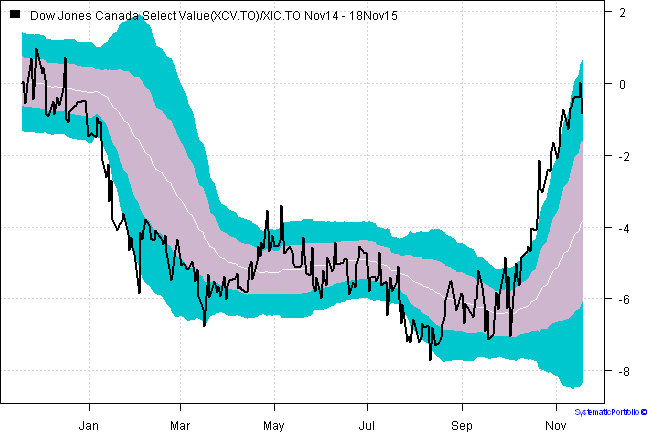 Dow Jones Canada Select Value(XCV.TO)/XIC.TO Nov14 - 18Nov15
2
0
-2
-4
-6
-8
SystematicPortfolio ©
Jan Mar May Jul Sep Nov